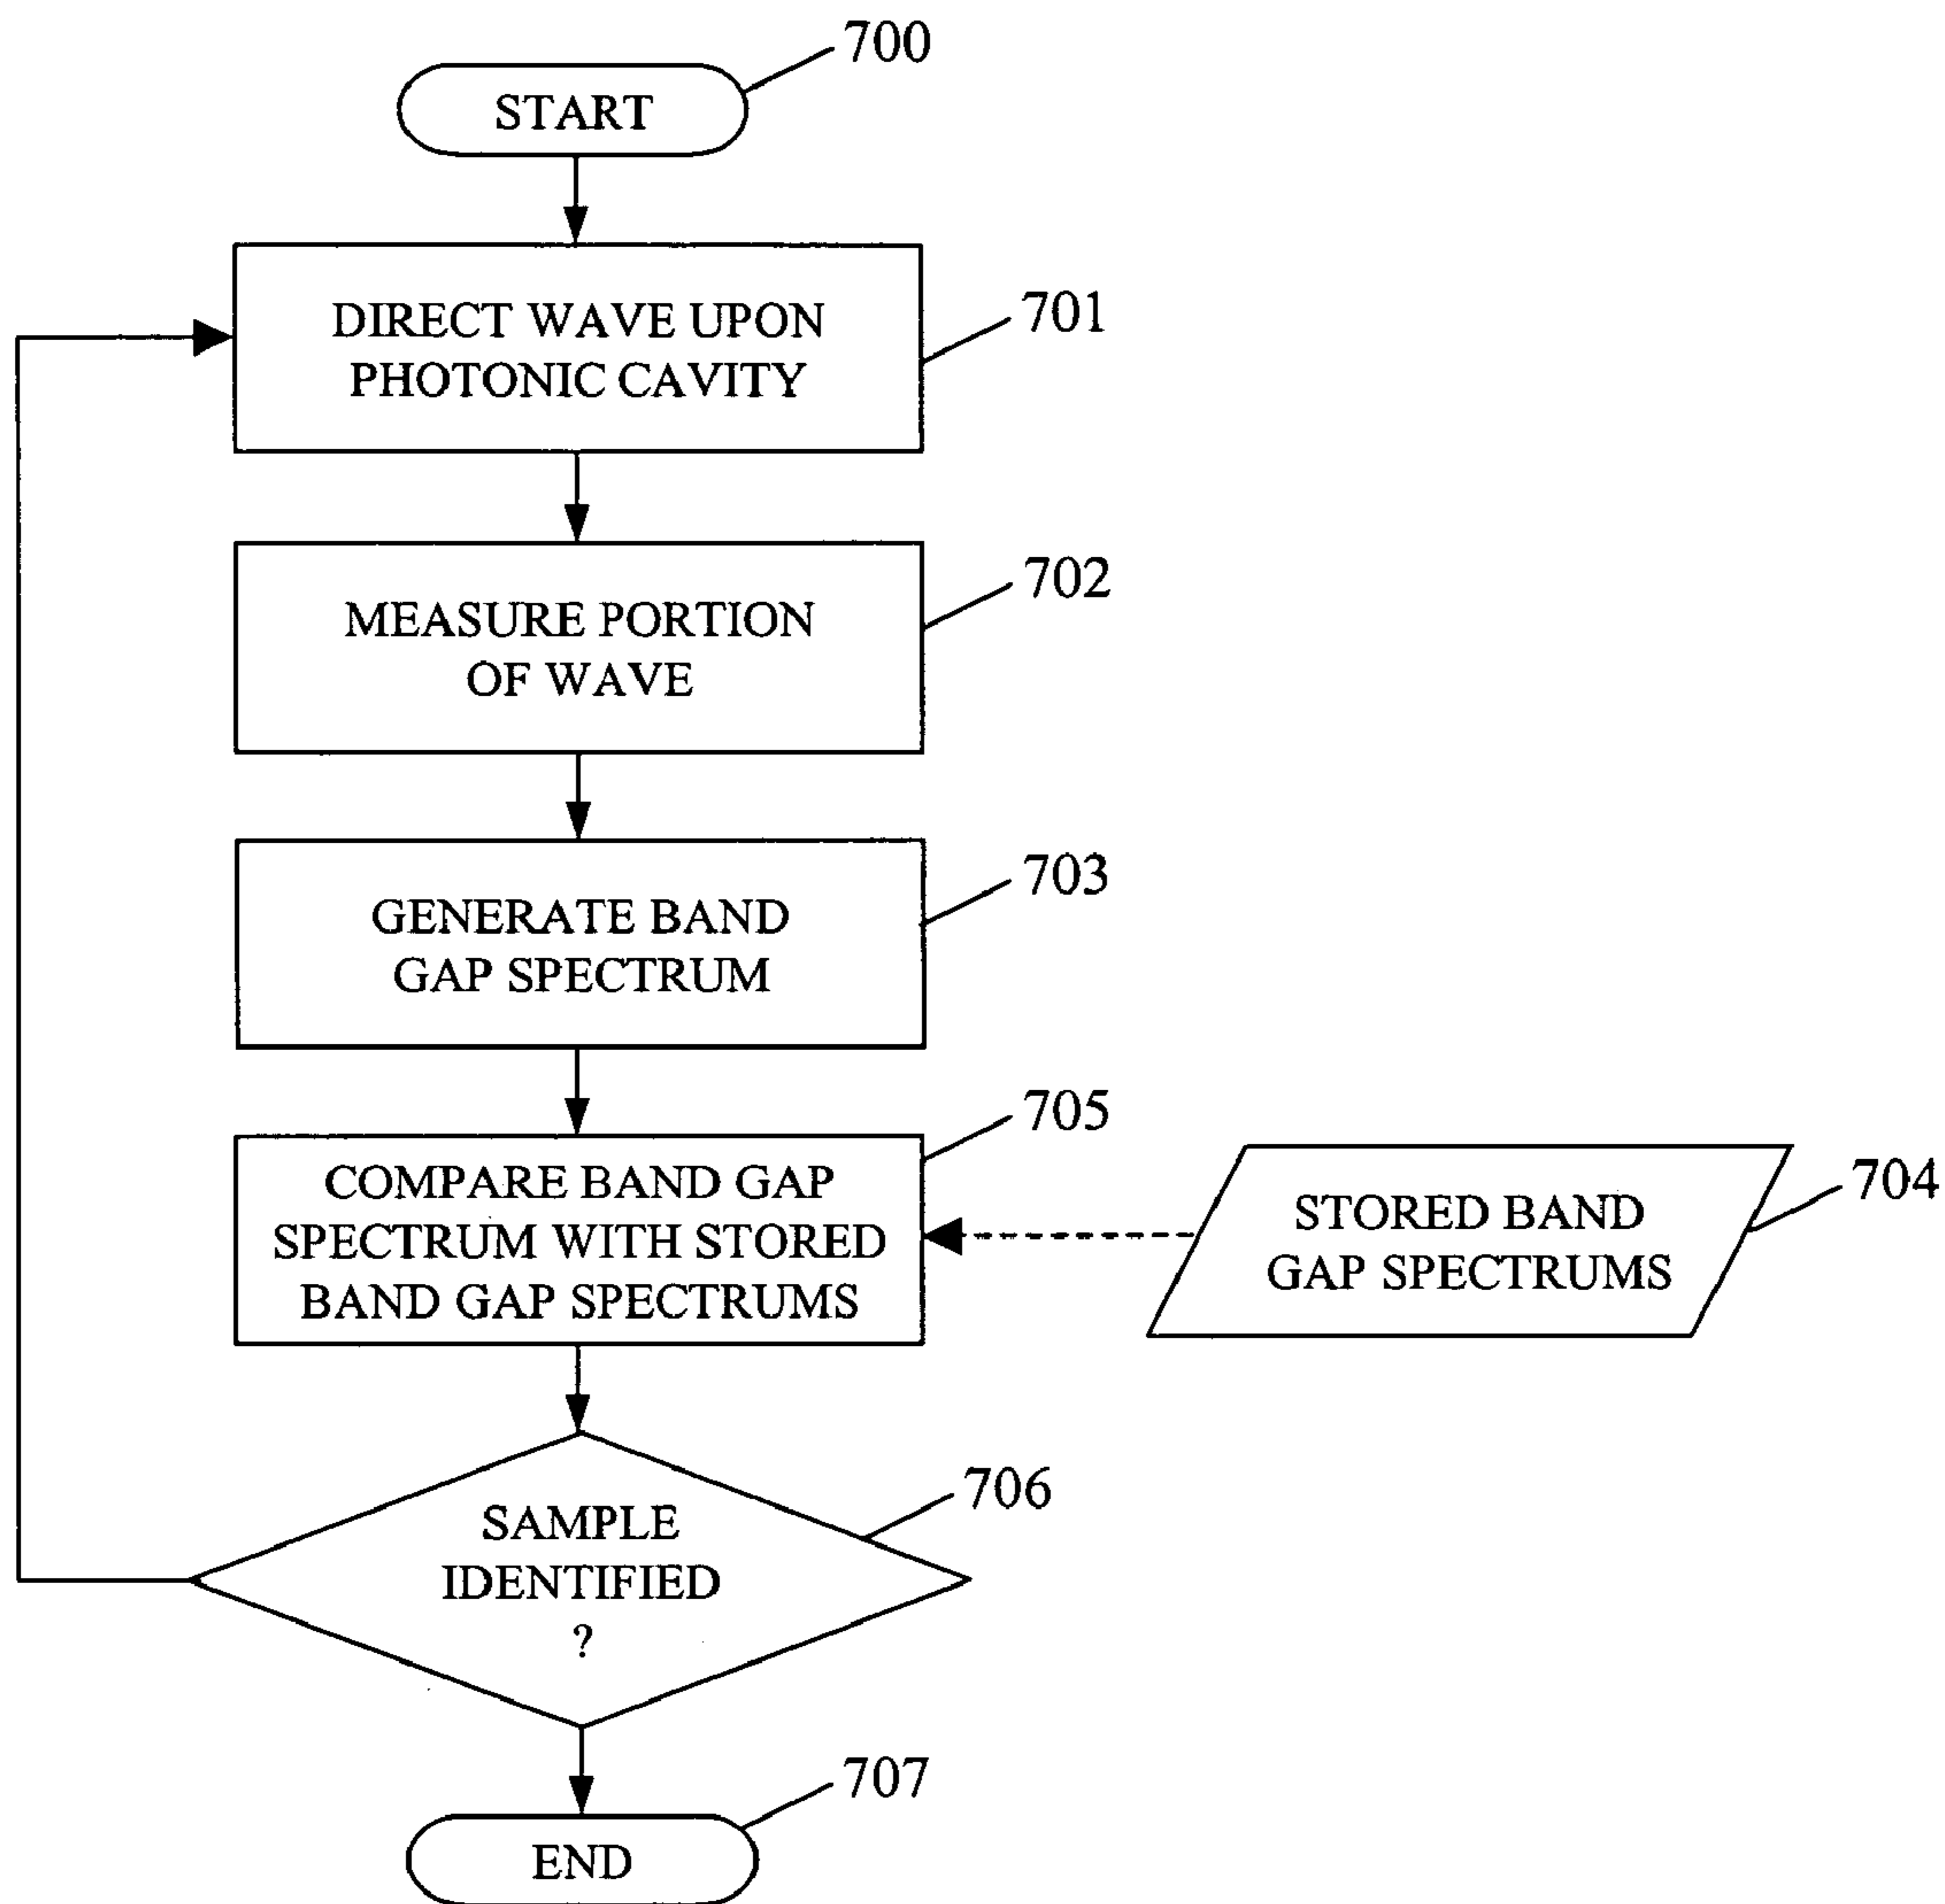 700
START
DIRECT WAVE UPON
PHOTONIC CAVITY
701
MEASURE PORTION
OF WAVE
702
GENERATE BAND
GAP SPECTRUM
703
COMPARE BAND GAP
SPECTRUM WITH STORED
BAND GAP SPECTRUMS
705
STORED BAND
GAP SPECTRUMS
704
SAMPLE
IDENTIFIED
?
706
707
END